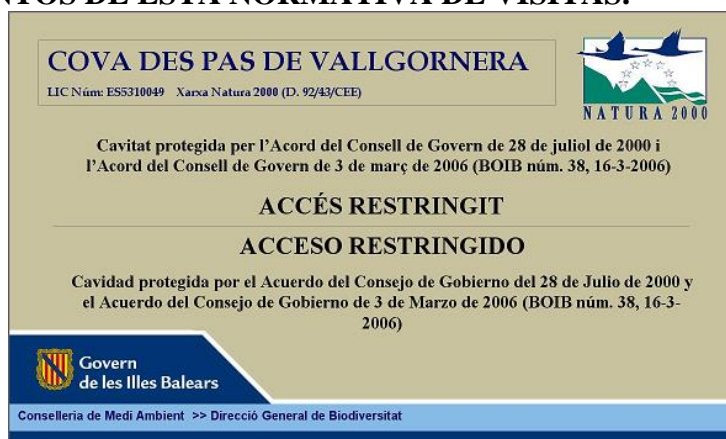 NTOS DE ESTA NORMATIVA DE VISITAS.
COVA DES PAS DE VALLGORNERA
LIC Núm: ES5310049 Xarxa Natura 2000 (D. 92/43/CEE)
NATURA 2000
Cavitat protegida per l'Acord del Consell de Govern de 28 de juliol de 2000 i
l'Acord del Consell de Govern de 3 de març de 2006 (BOIB núm. 38, 16-3-2006)
ACCÉS RESTRINGIT
ACCESO RESTRINGIDO
Cavidad protegida por el Acuerdo del Consejo de Gobierno del 28 de Julio de 2000 y
el Acuerdo del Consejo de Gobierno de 3 de Marzo de 2006 (BOIB núm. 38, 16-3-
2006)
Govern
de les Illes Balears
Conselleria de Medi Ambient >> Direcció General de Biodiversitat